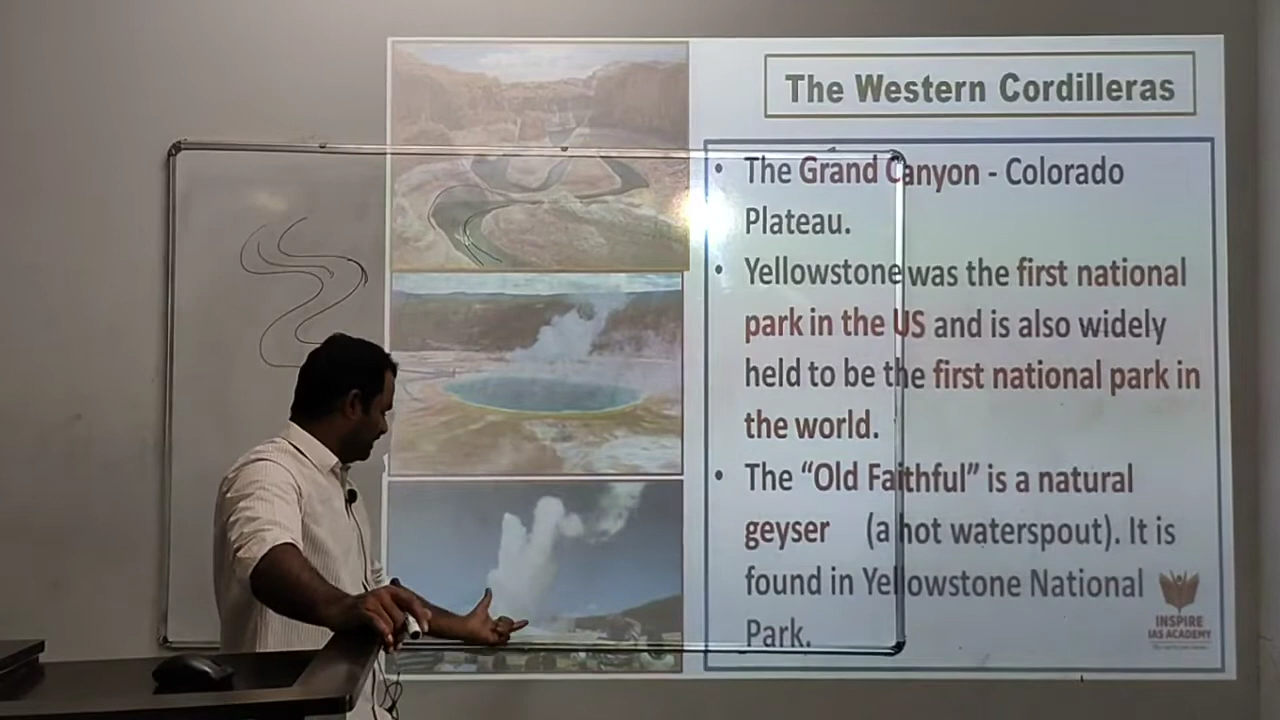 The Western Cordilleras
• The Grand Canyon - Colorado
Plateau.
• Yellowstone was the first national
park in the US and is also widely
held to be the first national park in
the world.
• The “Old Faithful” is a natural
geyser (a hot waterspout). It is
found in Yellowstone National
Park.
INSPIRE
IAS ACADEMY